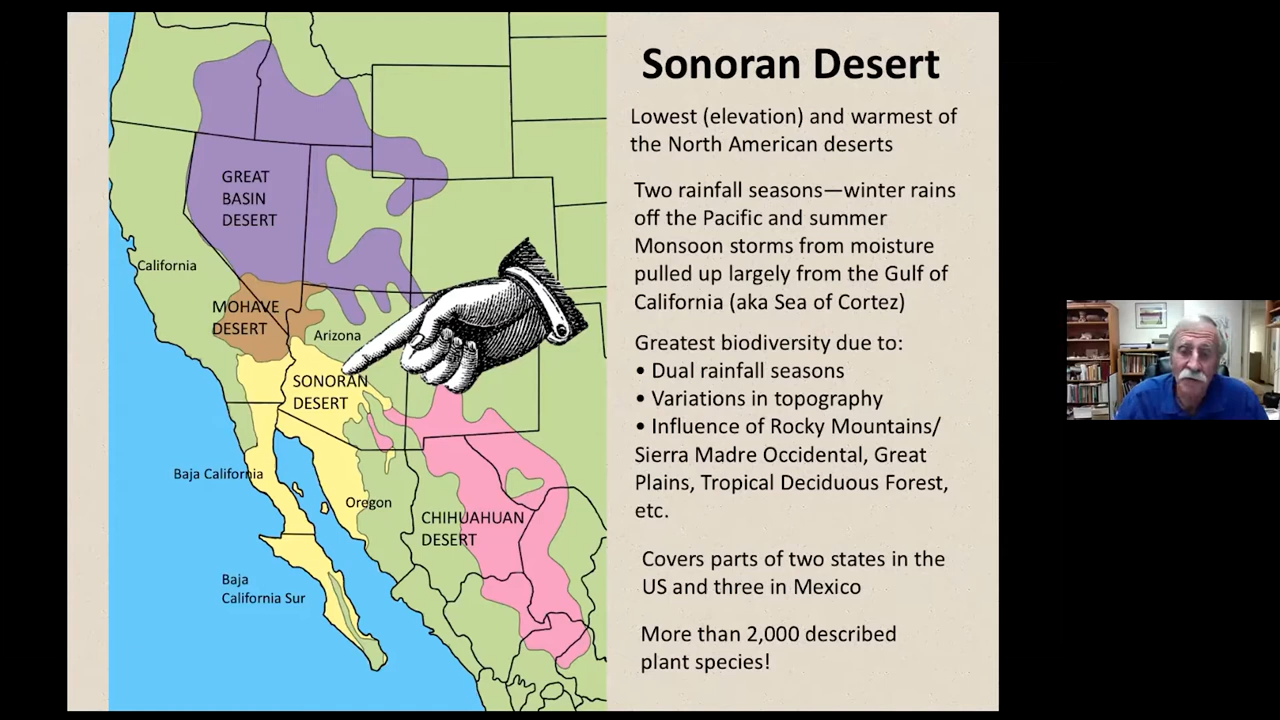 Sonoran Desert
Lowest (elevation) and warmest of
the North American deserts
Two rainfall seasons—winter rains
off the Pacific and summer
Monsoon storms from moisture
pulled up largely from the Gulf of
California (aka Sea of Cortez)
Greatest biodiversity due to:
• Dual rainfall seasons
• Variations in topography
• Influence of Rocky Mountains/
Sierra Madre Occidental, Great
Plains, Tropical Deciduous Forest,
etc.
Covers parts of two states in the
US and three in Mexico
More than 2,000 described
plant species!
GREAT
BASIN
DESERT
California
MOHAVE
DESERT
Arizona
SONORAN
DESERT
Baja California
Oregon
CHIHUAHUAN
DESERT
Baja
California Sur